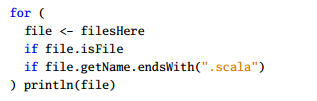 for (
  file <- filesHere
  if file.isFile
  if file.getName.endsWith(".scala")
) println(file)